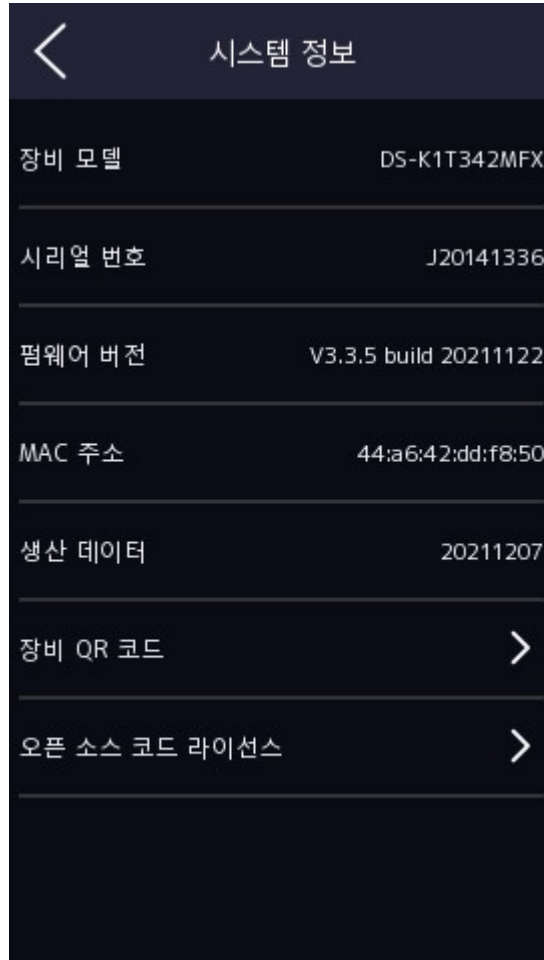 시스템 정보
장비 모델 DS-K1T342MFX
시리얼 번호 J20141336
펌웨어 버전 V3.3.5 build 20211122
MAC 주소 44:a6:42:dd:f8:50
생산 데이터 20211207
장비 QR 코드
오픈 소스 코드 라이선스